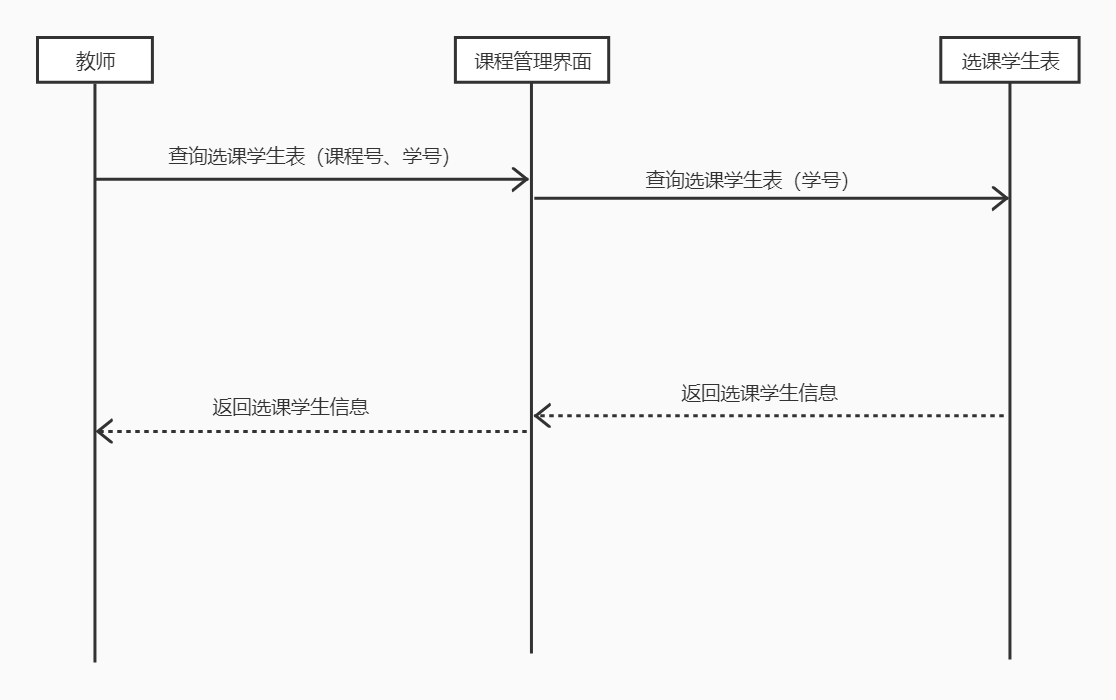 教师
课程管理界面
选课学生表
查询选课学生表（课程号、学号）
查询选课学生表（学号）
返回选课学生信息
返回选课学生信息